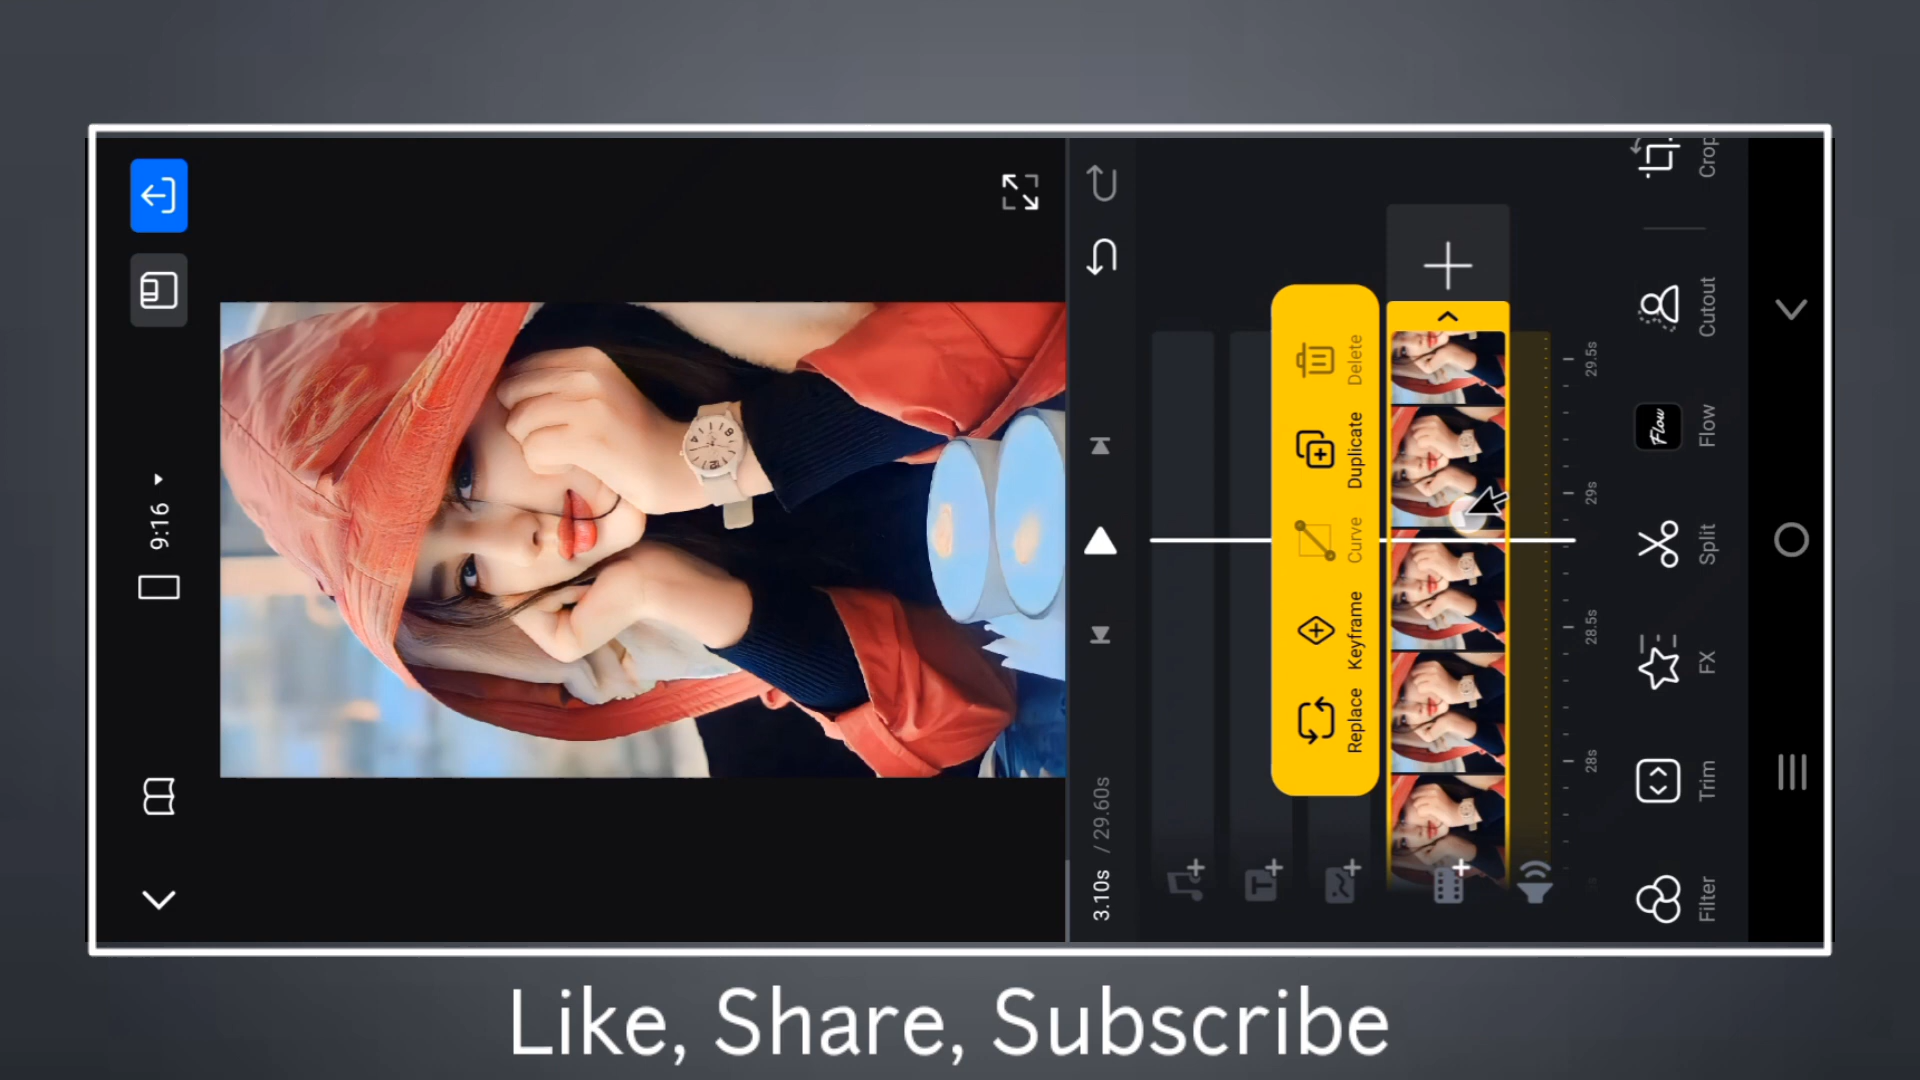 9:16
3.10s / 29.60s
Replace
Keyframe
Curve
Duplicate
Delete
28s
28.5s
29s
29.5s
Filter
Trim
FX
Split
Flow
Flow
Cutout
Crop
Like, Share, Subscribe